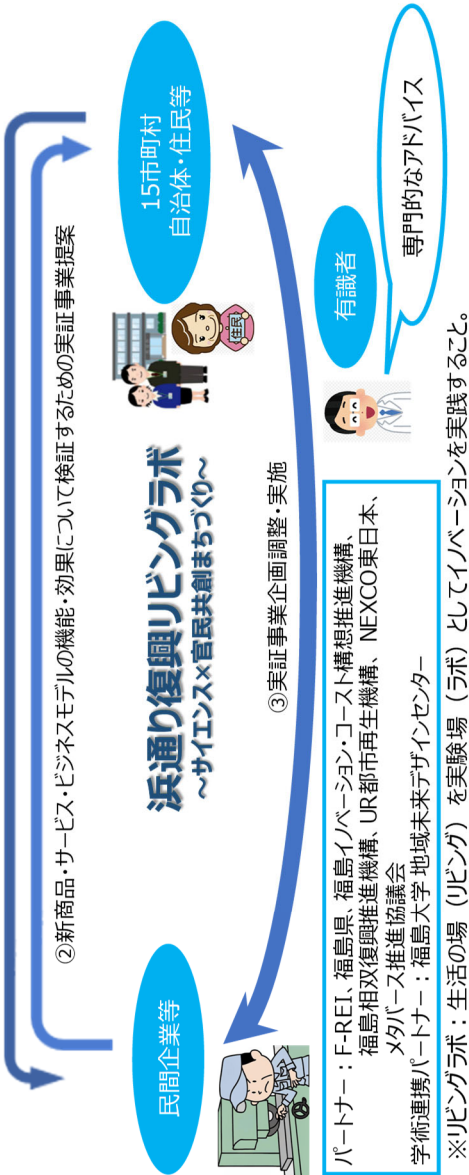 ②新商品・サービス・ビジネスモデルの機能・効果について検証するための実証事業提案
民間企業等
浜通り復興リビングラボ
～サイエンス×官民共創まちづくり～
15市町村
自治体・住民等
住民
③実証事業企画調整・実施
有識者
専門的なアドバイス
パートナー：F-REI、福島県、福島イノベーション・コースト構想推進機構、
福島相双復興推進機構、UR都市再生機構、NEXCO東日本、
メタバース推進協議会
学術連携パートナー：福島大学 地域未来デザインセンター
※リビングラボ：生活の場（リビング）を実験場（ラボ）としてイノベーションを実践すること。